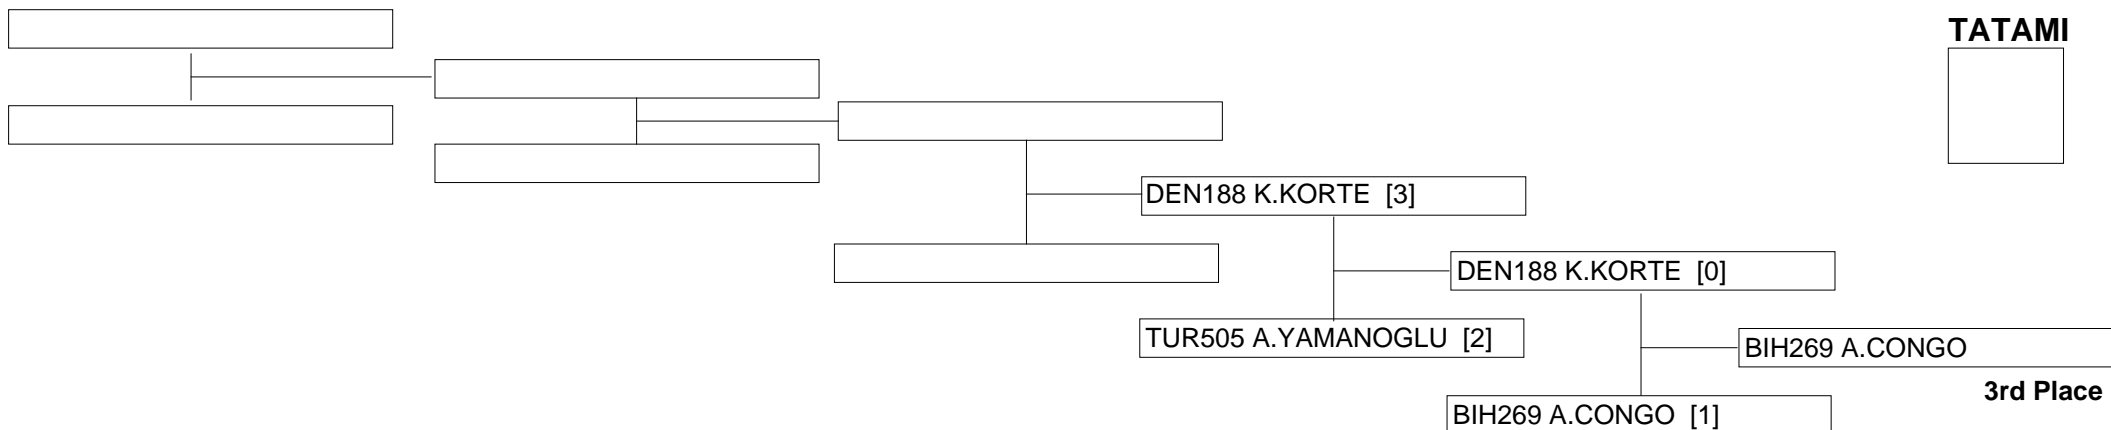 TATAMI
DEN188 K.KORTE [3]
DEN188 K.KORTE [0]
TUR505 A.YAMANOGLU [2]
BIH269 A.CONGO
3rd Place
BIH269 A.CONGO [1]